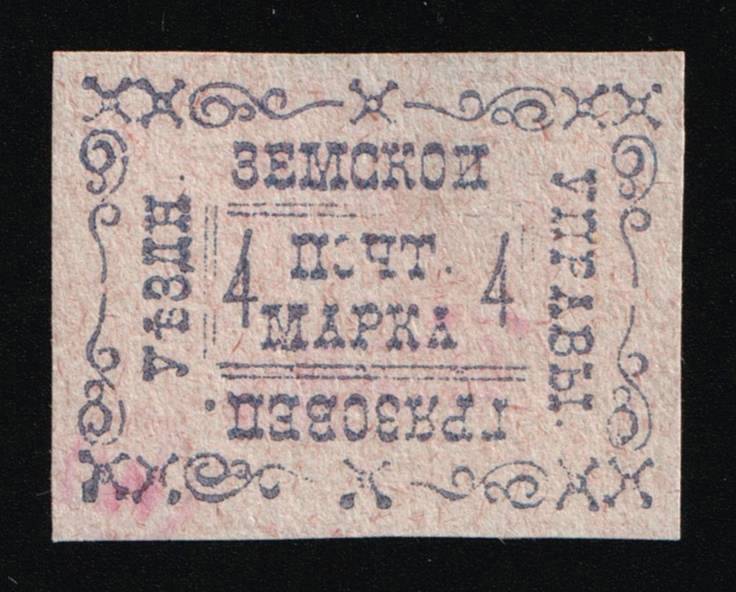 ГРЯЗОВЕЦ.
УѢЗДН.
ЗЕМСКОЙ
УПРАВЫ.
4 ПОЧТ. 4
МАРКА